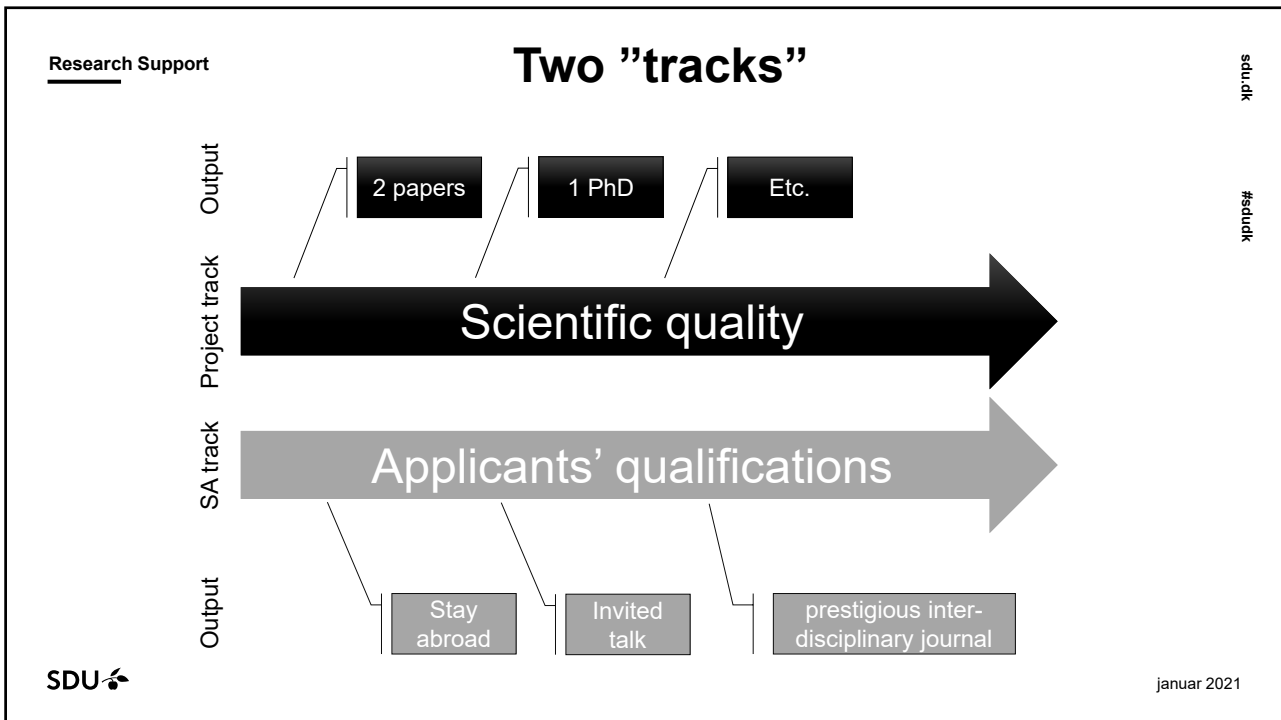 Research Support
Two ”tracks”
sdu.dk
#sdudk
Output
2 papers
1 PhD
Etc.
Project track
Scientific quality
SA track
Applicants’ qualifications
Output
Stay
abroad
Invited
talk
prestigious inter-
disciplinary journal
SDU
januar 2021